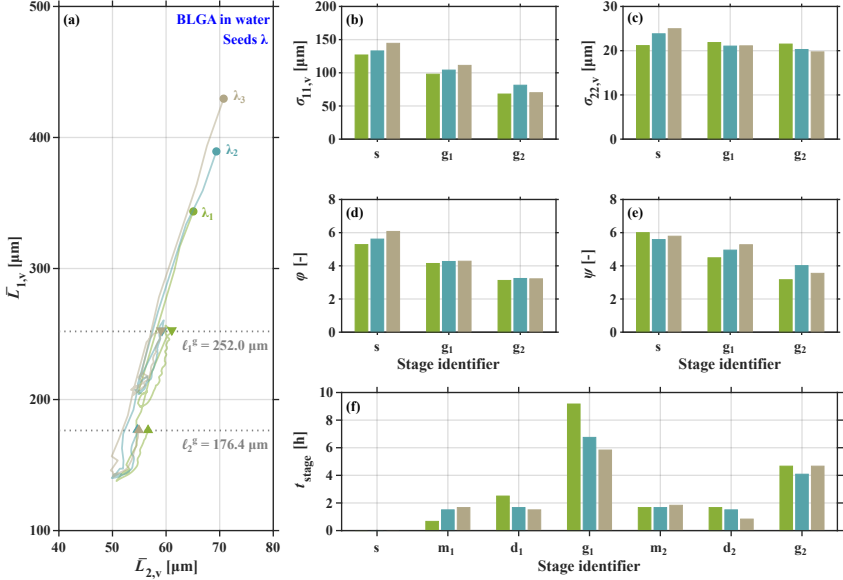 (a)
BLGA in water
Seeds λ
λ₃
λ₂
λ₁
ℓ₁ᵍ = 252.0 μm
ℓ₂ᵍ = 176.4 μm
500
400
300
200
100
40 50 60 70 80
L̄₁,ᵥ [μm]
L̄₂,ᵥ [μm]
(b)
σ₁₁,ᵥ [μm]
200
150
100
50
0
s g₁ g₂
(c)
σ₂₂,ᵥ [μm]
30
20
10
0
s g₁ g₂
(d)
φ [-]
8
6
4
2
0
s g₁ g₂
Stage identifier
(e)
ψ [-]
8
6
4
2
0
s g₁ g₂
Stage identifier
(f)
t_stage [h]
10
8
6
4
2
0
s m₁ d₁ g₁ m₂ d₂ g₂
Stage identifier